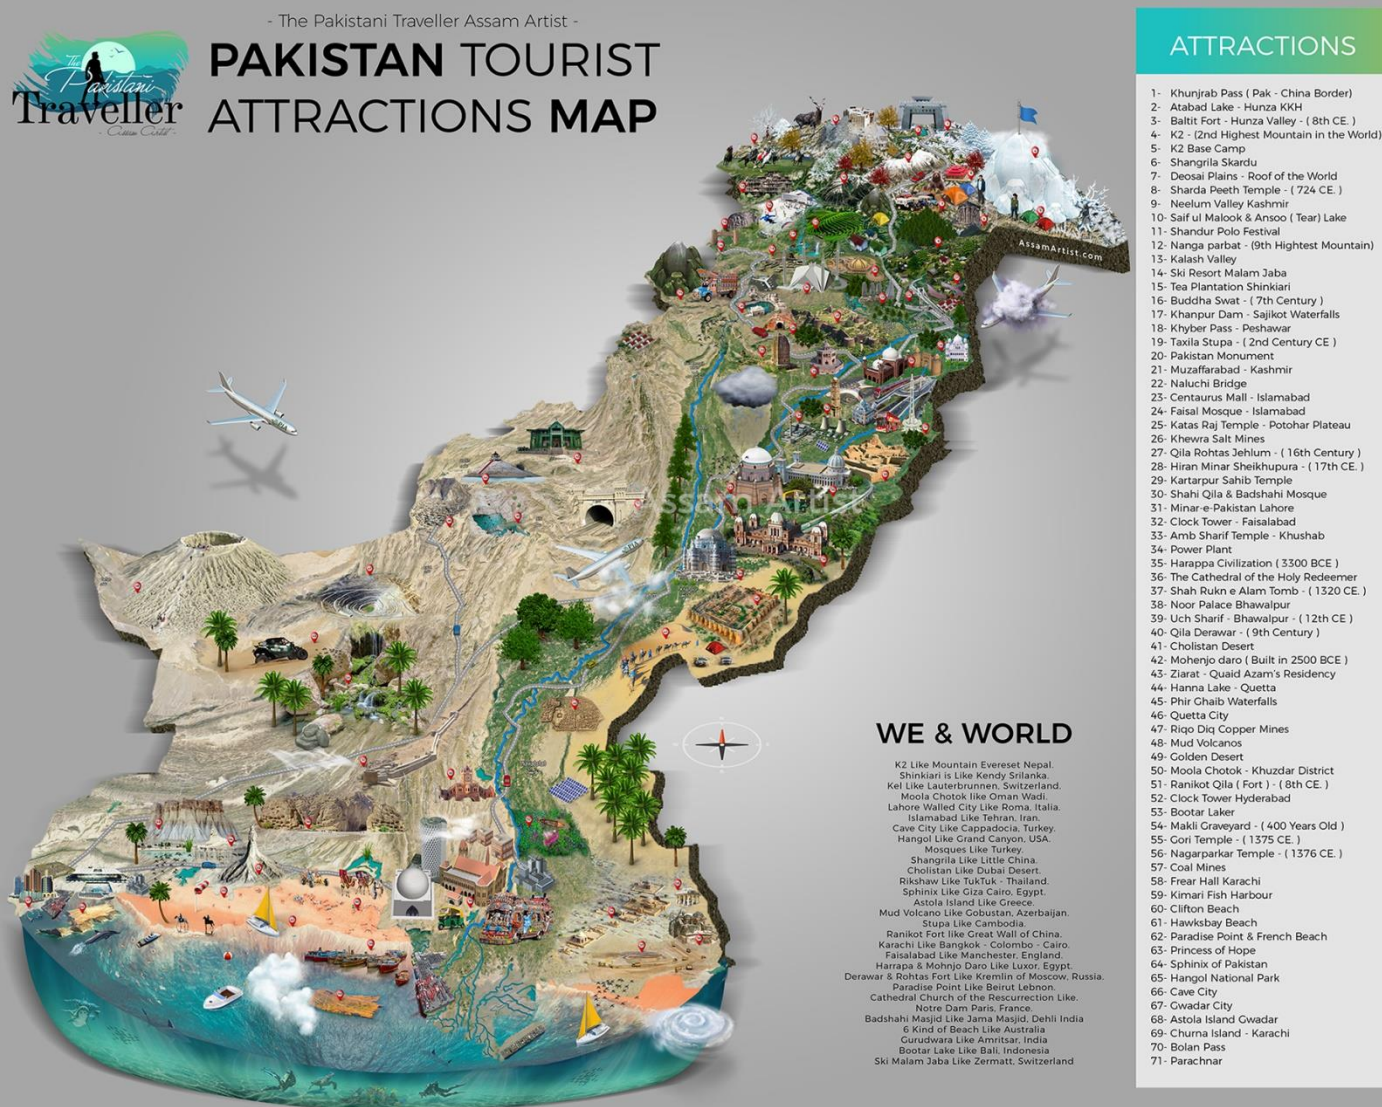 - The Pakistani Traveller Assam Artist -
PAKISTAN TOURIST
ATTRACTIONS MAP
The
Pakistani
Traveller
- Assam Artist -
AssamArtist.com
Assam Artist
ATTRACTIONS
1- Khunjrab Pass ( Pak - China Border)
2- Atabad Lake - Hunza KKH
3- Baltit Fort - Hunza Valley - ( 8th CE. )
4- K2 - (2nd Highest Mountain in the World)
5- K2 Base Camp
6- Shangrila Skardu
7- Deosai Plains - Roof of the World
8- Sharda Peeth Temple - ( 724 CE. )
9- Neelum Valley Kashmir
10- Saif ul Malook & Ansoo ( Tear) Lake
11- Shandur Polo Festival
12- Nanga parbat - (9th Hightest Mountain)
13- Kalash Valley
14- Ski Resort Malam Jaba
15- Tea Plantation Shinkiari
16- Buddha Swat - ( 7th Century )
17- Khanpur Dam - Sajikot Waterfalls
18- Khyber Pass - Peshawar
19- Taxila Stupa - ( 2nd Century CE )
20- Pakistan Monument
21- Muzaffarabad - Kashmir
22- Naluchi Bridge
23- Centaurus Mall - Islamabad
24- Faisal Mosque - Islamabad
25- Katas Raj Temple - Potohar Plateau
26- Khewra Salt Mines
27- Qila Rohtas Jehlum - ( 16th Century )
28- Hiran Minar Sheikhupura - ( 17th CE. )
29- Kartarpur Sahib Temple
30- Shahi Qila & Badshahi Mosque
31- Minar-e-Pakistan Lahore
32- Clock Tower - Faisalabad
33- Amb Sharif Temple - Khushab
34- Power Plant
35- Harappa Civilization ( 3300 BCE )
36- The Cathedral of the Holy Redeemer
37- Shah Rukn e Alam Tomb - ( 1320 CE. )
38- Noor Palace Bhawalpur
39- Uch Sharif - Bhawalpur - ( 12th CE )
40- Qila Derawar - ( 9th Century )
41- Cholistan Desert
42- Mohenjo daro ( Built in 2500 BCE )
43- Ziarat - Quaid Azam's Residency
44- Hanna Lake - Quetta
45- Phir Ghaib Waterfalls
46- Quetta City
47- Riqo Diq Copper Mines
48- Mud Volcanos
49- Golden Desert
50- Moola Chotok - Khuzdar District
51- Ranikot Qila ( Fort ) - ( 8th CE. )
52- Clock Tower Hyderabad
53- Bootar Laker
54- Makli Graveyard - ( 400 Years Old )
55- Gori Temple - ( 1375 CE. )
56- Nagarparkar Temple - ( 1376 CE. )
57- Coal Mines
58- Frear Hall Karachi
59- Kimari Fish Harbour
60- Clifton Beach
61- Hawksbay Beach
62- Paradise Point & French Beach
63- Princess of Hope
64- Sphinix of Pakistan
65- Hangol National Park
66- Cave City
67- Gwadar City
68- Astola Island Gwadar
69- Churna Island - Karachi
70- Bolan Pass
71- Parachnar
WE & WORLD
K2 Like Mountain Evereset Nepal.
Shinkiari is Like Kendy Srilanka.
Kel Like Lauterbrunnen, Switzerland.
Moola Chotok like Oman Wadi.
Lahore Walled City Like Roma, Italia.
Islamabad Like Tehran, Iran.
Cave City Like Cappadocia, Turkey.
Hangol Like Grand Canyon, USA.
Mosques Like Turkey.
Shangrila Like Little China.
Cholistan Like Dubai Desert.
Rikshaw Like TukTuk - Thailand.
Sphinix Like Giza Cairo, Egypt.
Astola Island Like Greece.
Mud Volcano Like Gobustan, Azerbaijan.
Stupa Like Cambodia.
Ranikot Fort like Great Wall of China.
Karachi Like Bangkok - Colombo - Cairo.
Faisalabad Like Manchester, England.
Harrapa & Mohnjo Daro Like Luxor, Egypt.
Derawar & Rohtas Fort Like Kremlin of Moscow, Russia.
Paradise Point Like Beirut Lebnon.
Cathedral Church of the Rescurrection Like.
Notre Dam Paris, France.
Badshahi Masjid Like Jama Masjid, Dehli India
6 Kind of Beach Like Australia
Gurudwara Like Amritsar, India
Bootar Lake Like Bali, Indonesia
Ski Malam Jaba Like Zermatt, Switzerland